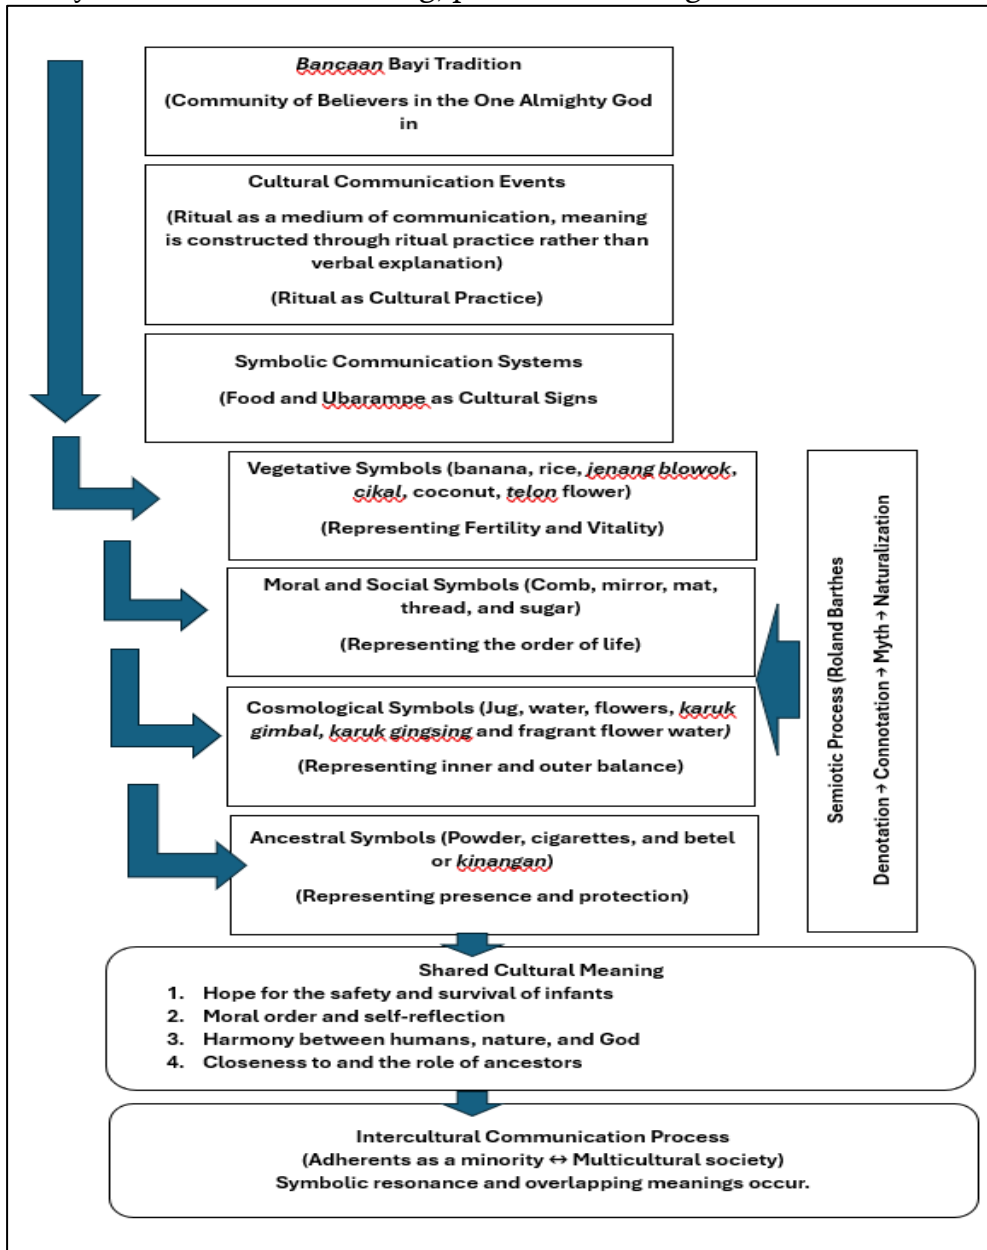 Bancaan Bayi Tradition
(Community of Believers in the One Almighty God
in
Cultural Communication Events
(Ritual as a medium of communication, meaning
is constructed through ritual practice rather than
verbal explanation)
(Ritual as Cultural Practice)
Symbolic Communication Systems
(Food and Ubarampe as Cultural Signs
Vegetative Symbols (banana, rice, jenang blowok,
cikal, coconut, telon flower)
(Representing Fertility and Vitality)
Moral and Social Symbols (Comb, mirror, mat,
thread, and sugar)
(Representing the order of life)
Cosmological Symbols (Jug, water, flowers, karuk
gimbal, karuk gingsing and fragrant flower water)
(Representing inner and outer balance)
Ancestral Symbols (Powder, cigarettes, and betel
or kinangan)
(Representing presence and protection)
Semiotic Process (Roland Barthes
Denotation → Connotation → Myth → Naturalization
Shared Cultural Meaning
1. Hope for the safety and survival of infants
2. Moral order and self-reflection
3. Harmony between humans, nature, and God
4. Closeness to and the role of ancestors
Intercultural Communication Process
(Adherents as a minority ↔ Multicultural society)
Symbolic resonance and overlapping meanings occur.